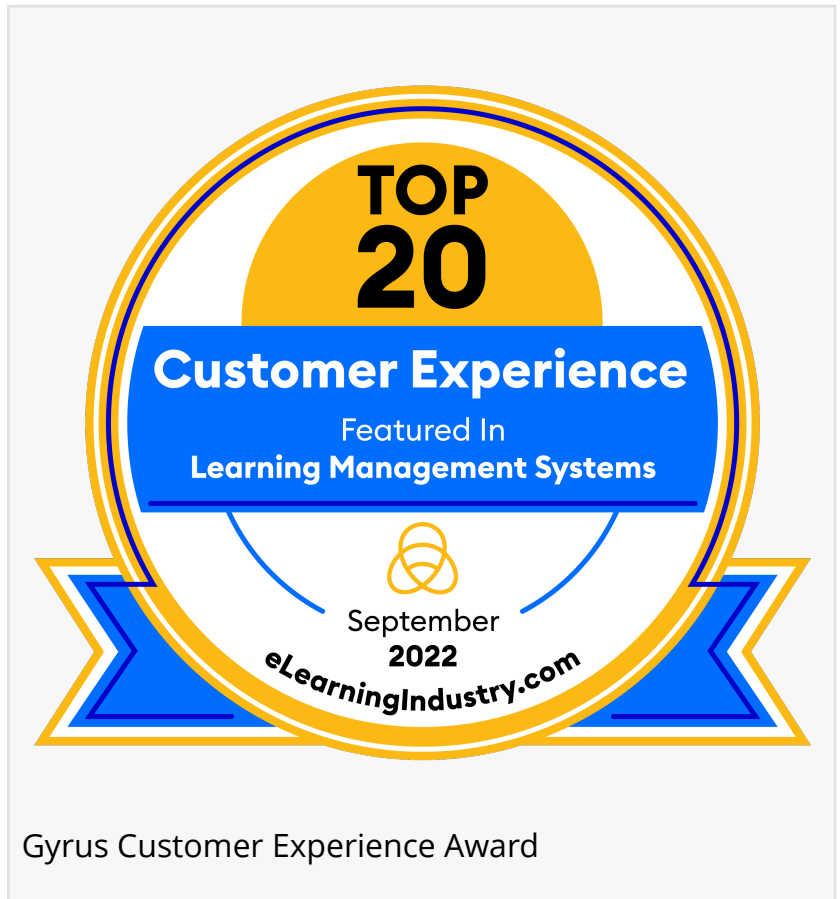 TOP
20
Customer Experience
Featured In
Learning Management Systems
September
2022
eLearningIndustry.com
Gyrus Customer Experience Award